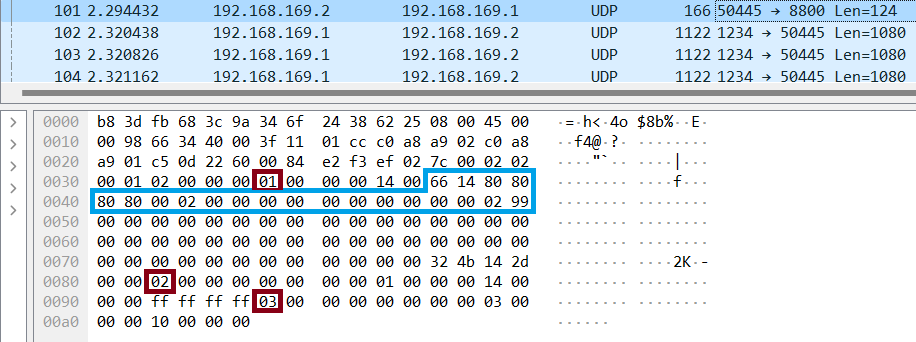 101 2.294432 192.168.169.2 192.168.169.1 UDP 166 50445 → 8800 Len=124
102 2.320438 192.168.169.1 192.168.169.2 UDP 1122 1234 → 50445 Len=1080
103 2.320826 192.168.169.1 192.168.169.2 UDP 1122 1234 → 50445 Len=1080
104 2.321162 192.168.169.1 192.168.169.2 UDP 1122 1234 → 50445 Len=1080
0000 b8 3d fb 68 3c 9a 34 6f 24 38 62 25 08 00 45 00 ·=·h<·4o $8b%··E·
0010 00 98 66 34 40 00 3f 11 01 cc c0 a8 a9 02 c0 a8 ··f4@·?· ········
0020 a9 01 c5 0d 22 60 00 84 e2 f3 ef 02 7c 00 02 02 ····"`·· ····|···
0030 00 01 02 00 00 00 01 00 00 00 14 00 66 14 80 80 ········ ····f···
0040 80 80 00 02 00 00 00 00 00 00 00 00 00 00 02 99 ········ ········
0050 00 00 00 00 00 00 00 00 00 00 00 00 00 00 00 00 ········ ········
0060 00 00 00 00 00 00 00 00 00 00 00 00 00 00 00 00 ········ ········
0070 00 00 00 00 00 00 00 00 00 00 00 00 32 4b 14 2d ········ ····2K·-
0080 00 00 02 00 00 00 00 00 00 00 01 00 00 00 14 00 ········ ········
0090 00 00 ff ff ff ff 03 00 00 00 00 00 00 00 03 00 ········ ········
00a0 00 00 10 00 00 00 ······